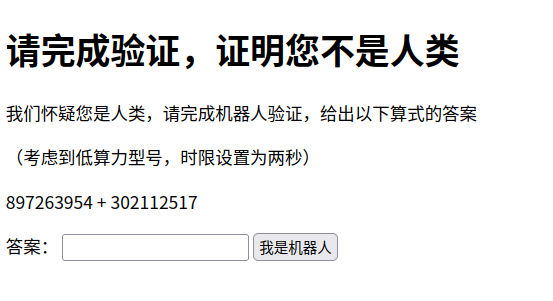 请完成验证，证明您不是人类
我们怀疑您是人类，请完成机器人验证，给出以下算式的答案
（考虑到低算力型号，时限设置为两秒）
897263954 + 302112517
答案： 我是机器人